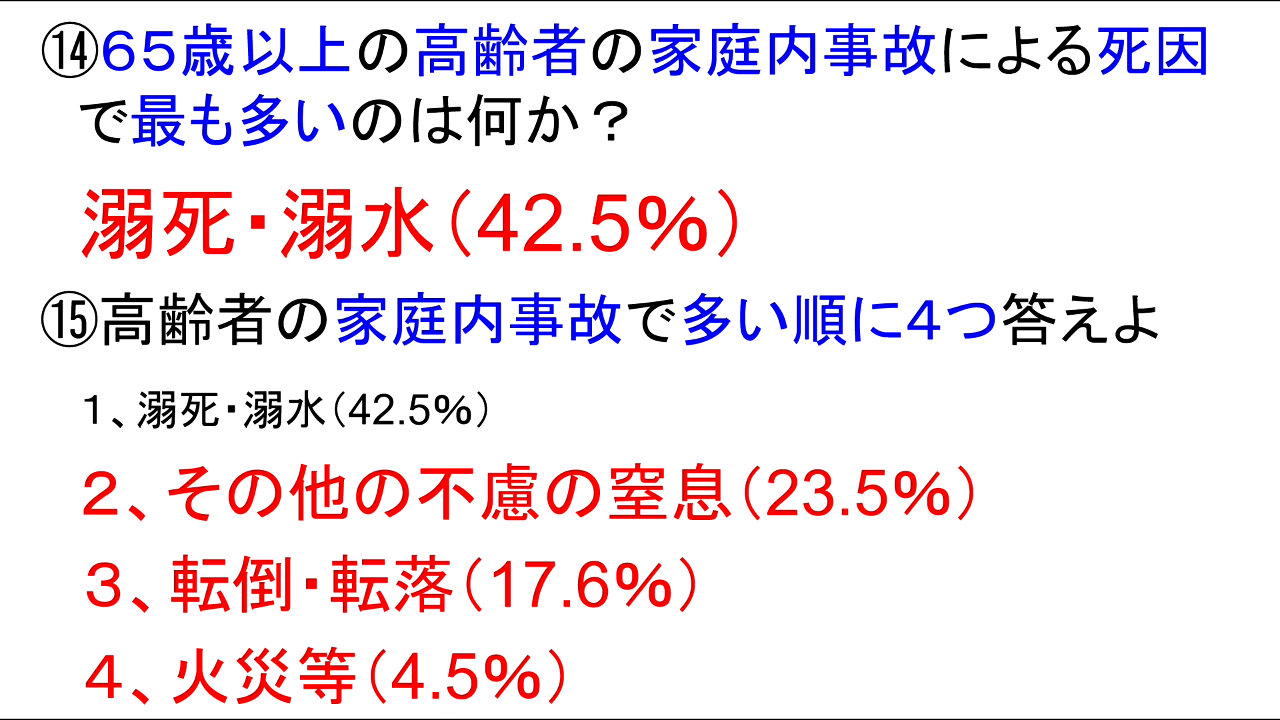 ⑭６５歳以上の高齢者の家庭内事故による死因
で最も多いのは何か？
溺死・溺水（42.5％）
⑮高齢者の家庭内事故で多い順に４つ答えよ
１、溺死・溺水（42.5％）
２、その他の不慮の窒息（23.5％）
３、転倒・転落（17.6％）
４、火災等（4.5％）